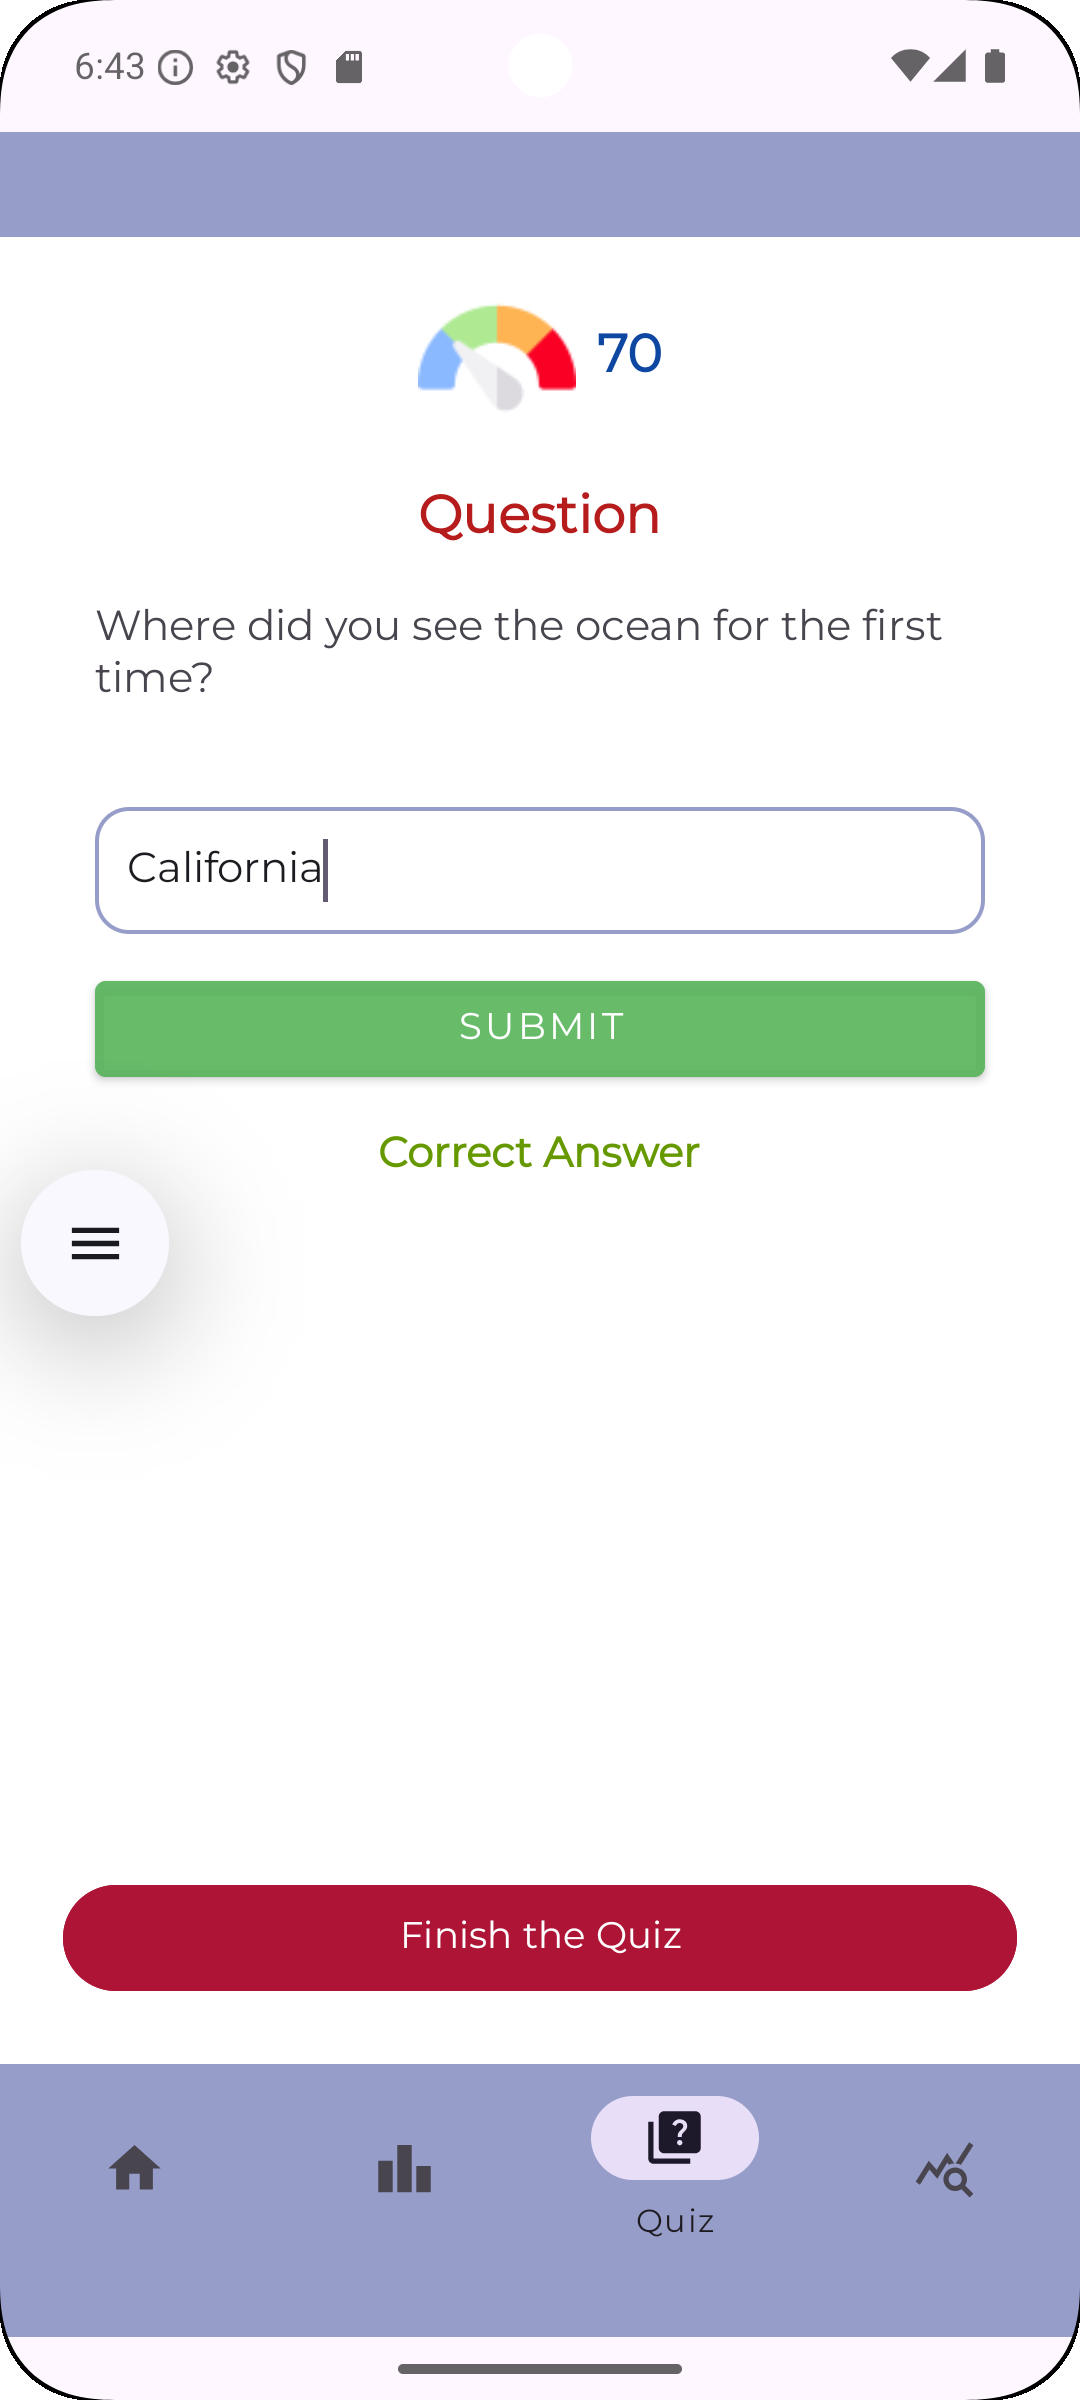 6:43
70
Question
Where did you see the ocean for the first
time?
California
SUBMIT
Correct Answer
Finish the Quiz
Quiz